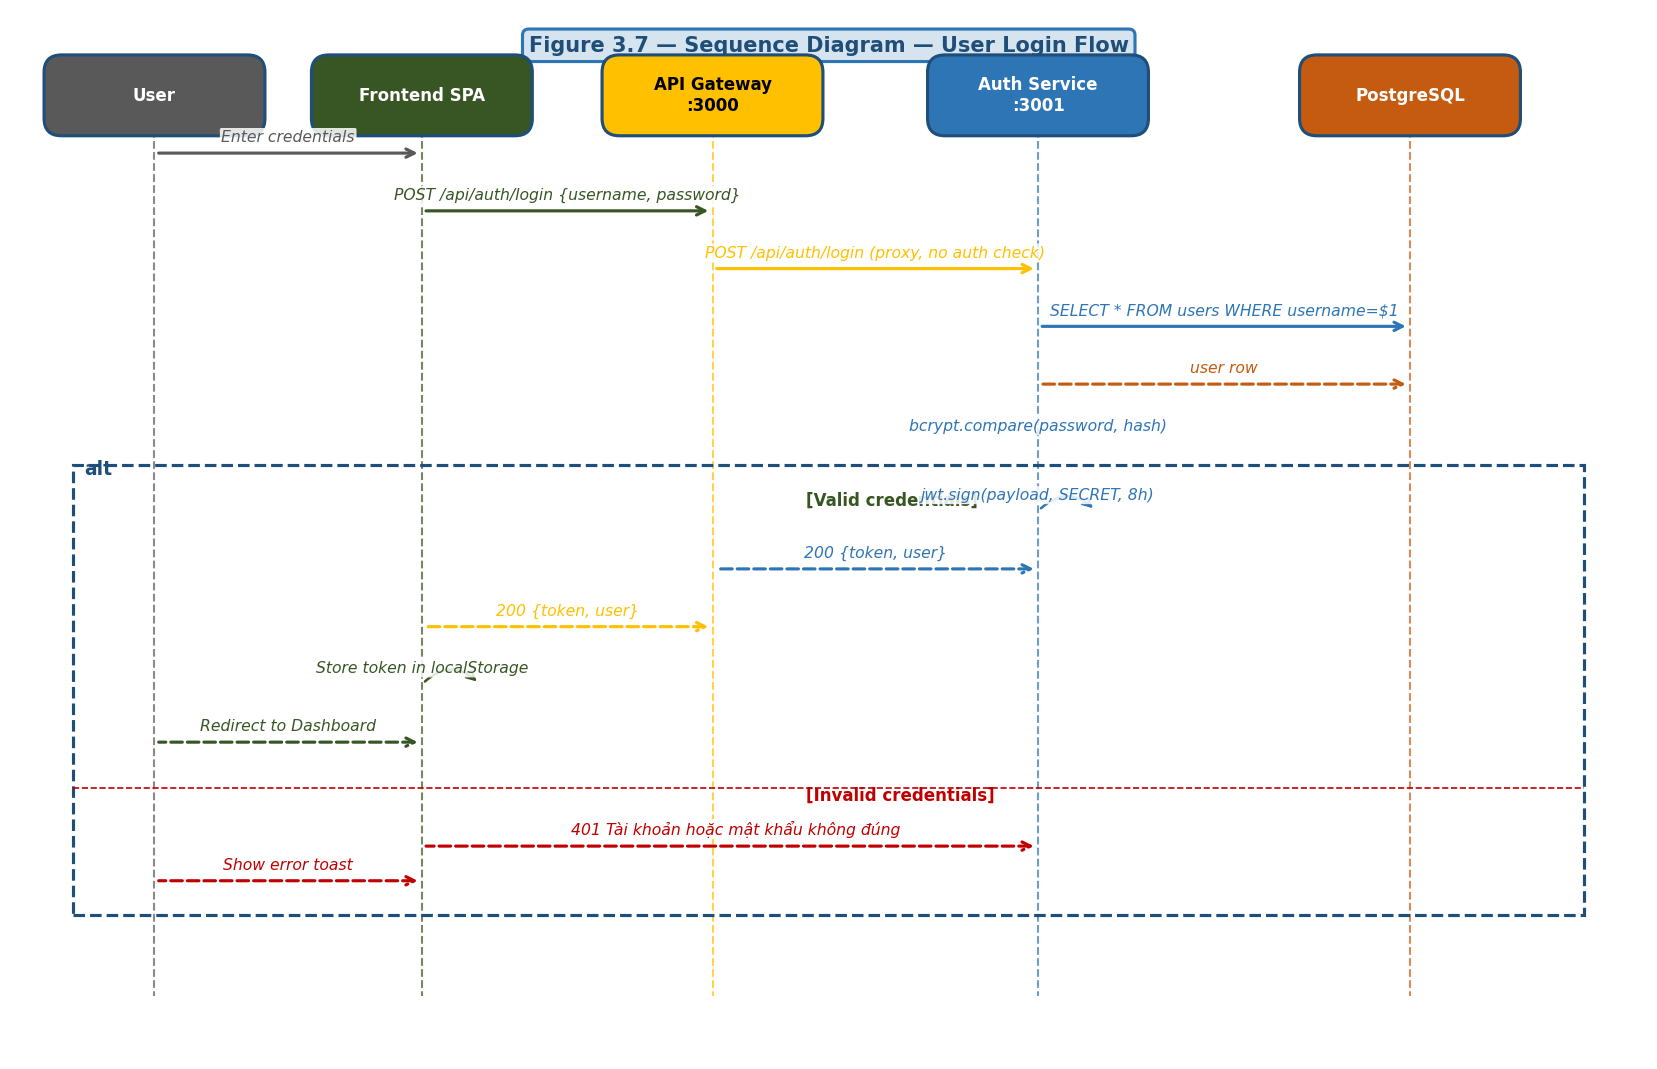 Figure 3.7 — Sequence Diagram — User Login Flow
User
Frontend SPA
API Gateway
:3000
Auth Service
:3001
PostgreSQL
Enter credentials
POST /api/auth/login {username, password}
POST /api/auth/login (proxy, no auth check)
SELECT * FROM users WHERE username=$1
user row
bcrypt.compare(password, hash)
alt
[Valid credentials]
jwt.sign(payload, SECRET, 8h)
200 {token, user}
200 {token, user}
Store token in localStorage
Redirect to Dashboard
[Invalid credentials]
401 Tài khoản hoặc mật khẩu không đúng
Show error toast